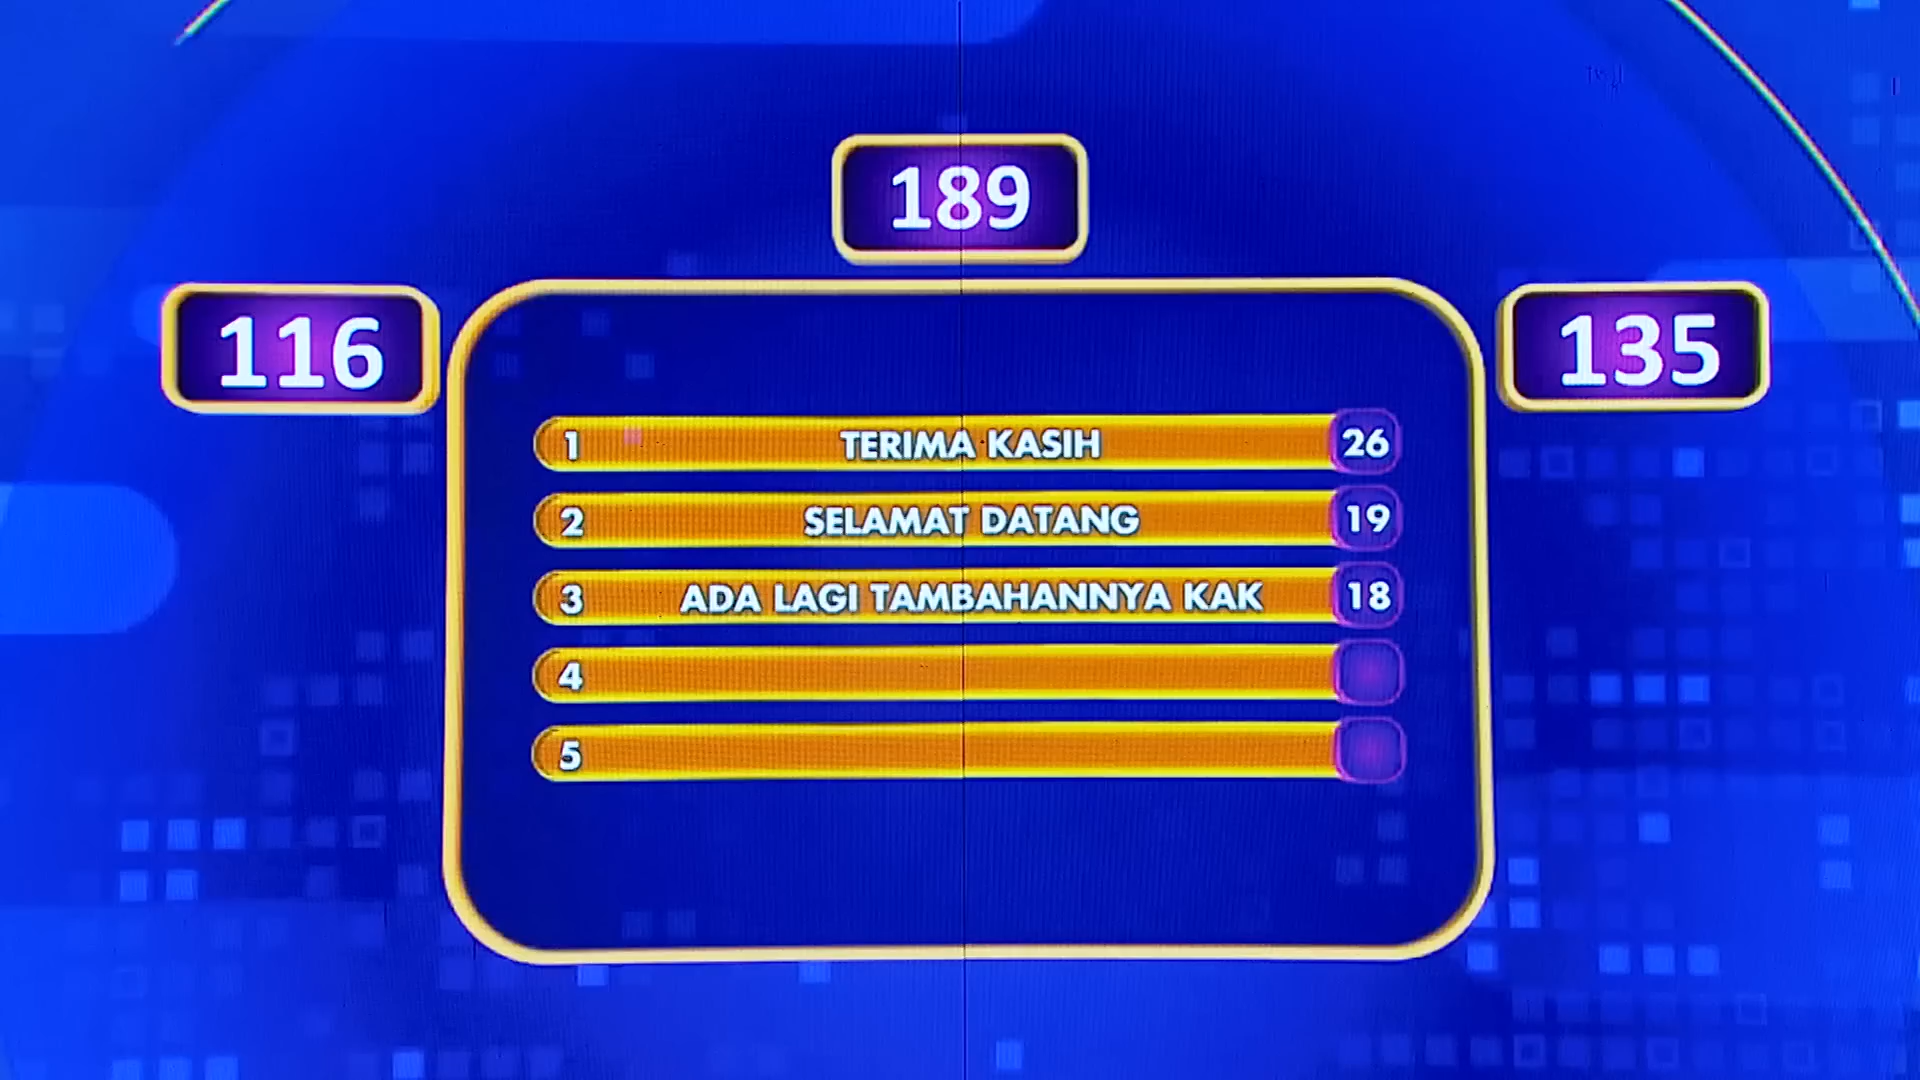 189
116
135
1 TERIMA KASIH 26
2 SELAMAT DATANG 19
3 ADA LAGI TAMBAHANNYA KAK 18
4
5